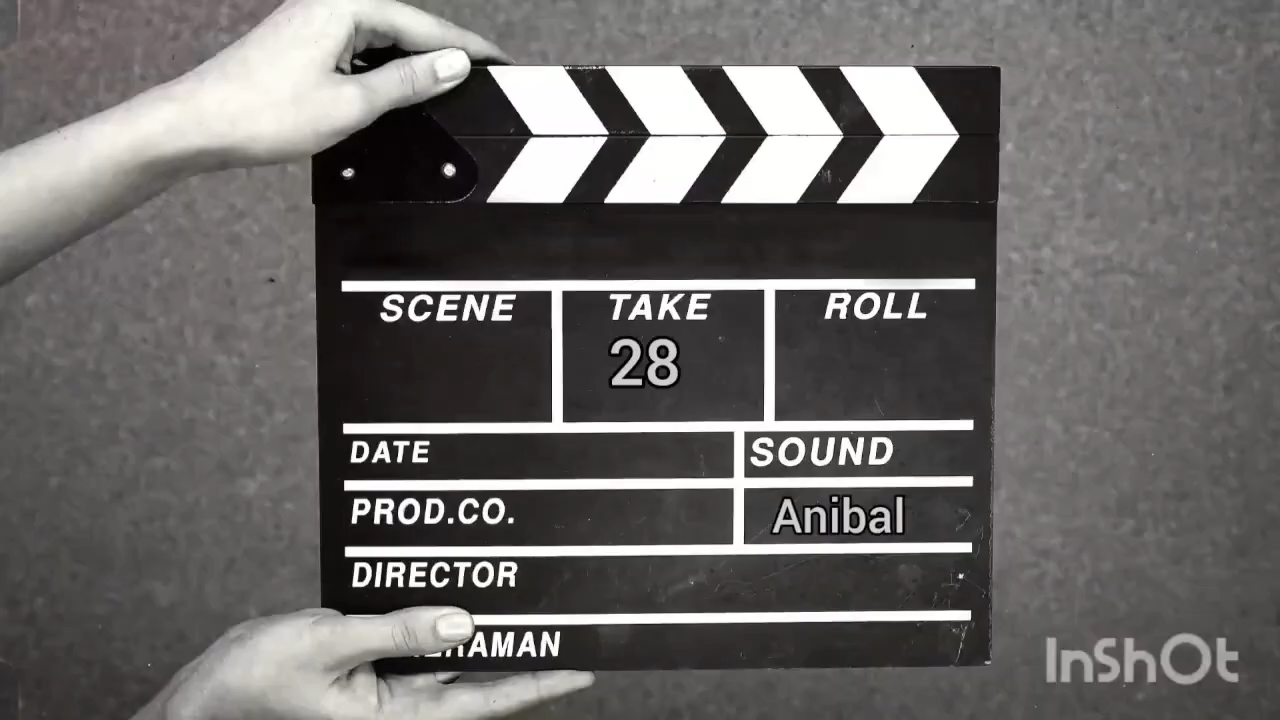 SCENE TAKE ROLL
28
DATE SOUND
PROD.CO. Anibal
DIRECTOR
InShOt